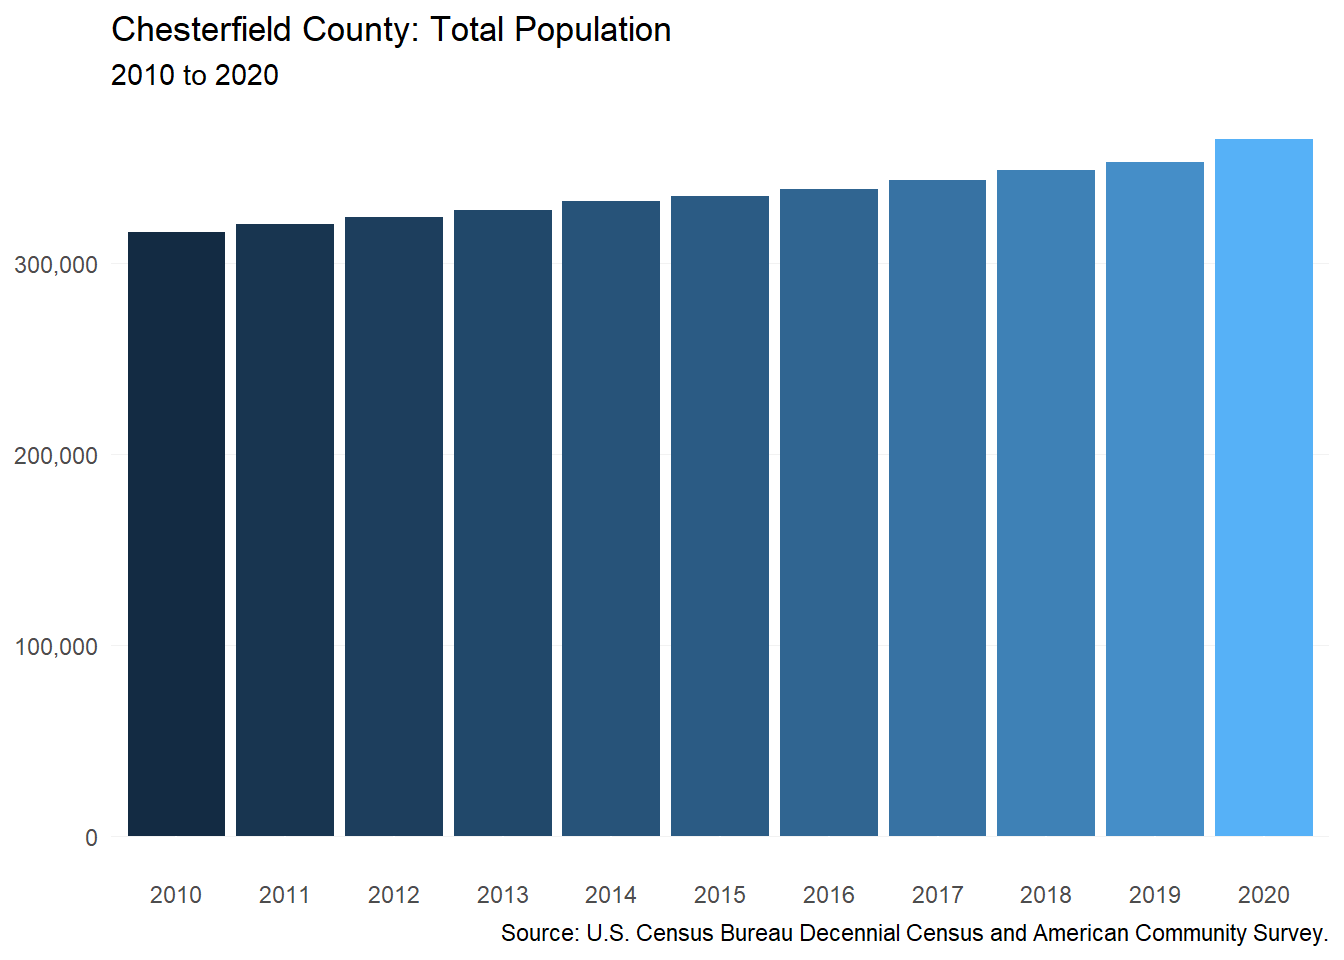 Chesterfield County: Total Population
2010 to 2020
300,000
200,000
100,000
0
2010 2011 2012 2013 2014 2015 2016 2017 2018 2019 2020
Source: U.S. Census Bureau Decennial Census and American Community Survey.